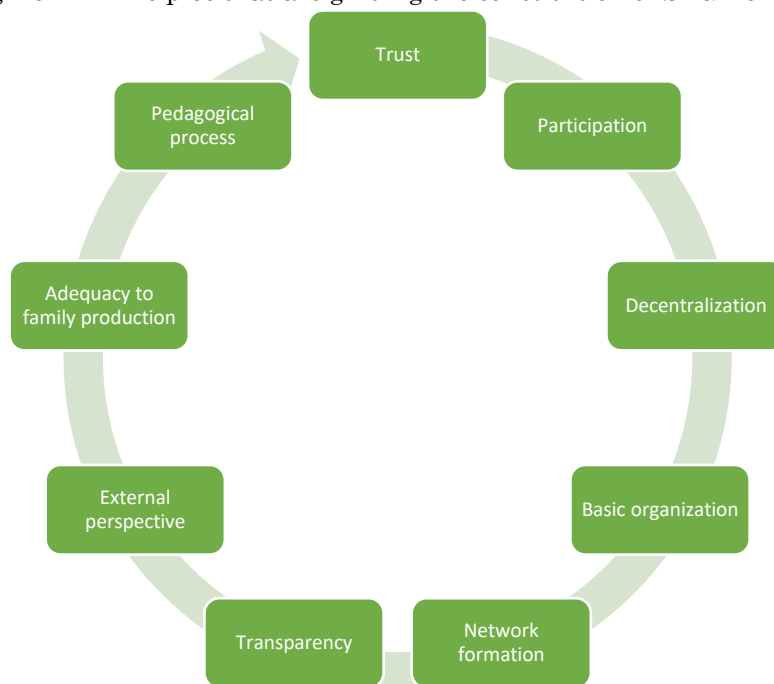 Trust
Participation
Decentralization
Basic organization
Network
formation
Transparency
External
perspective
Adequacy to
family production
Pedagogical
process